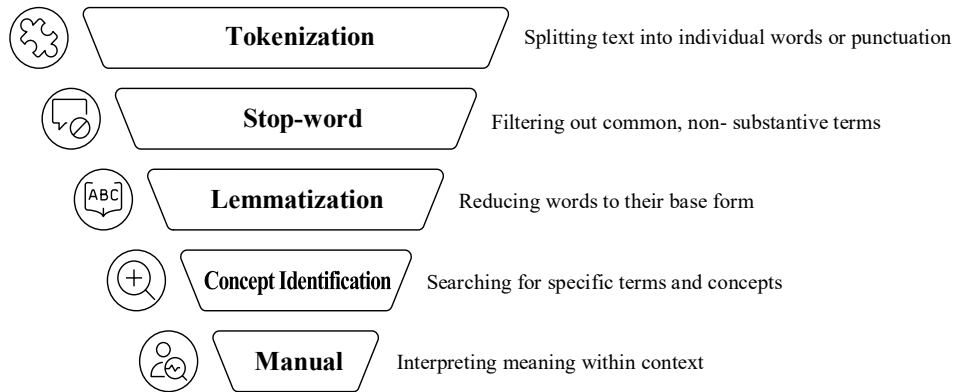 Tokenization Splitting text into individual words or punctuation
Stop-word Filtering out common, non- substantive terms
ABC Lemmatization Reducing words to their base form
Concept Identification Searching for specific terms and concepts
Manual Interpreting meaning within context